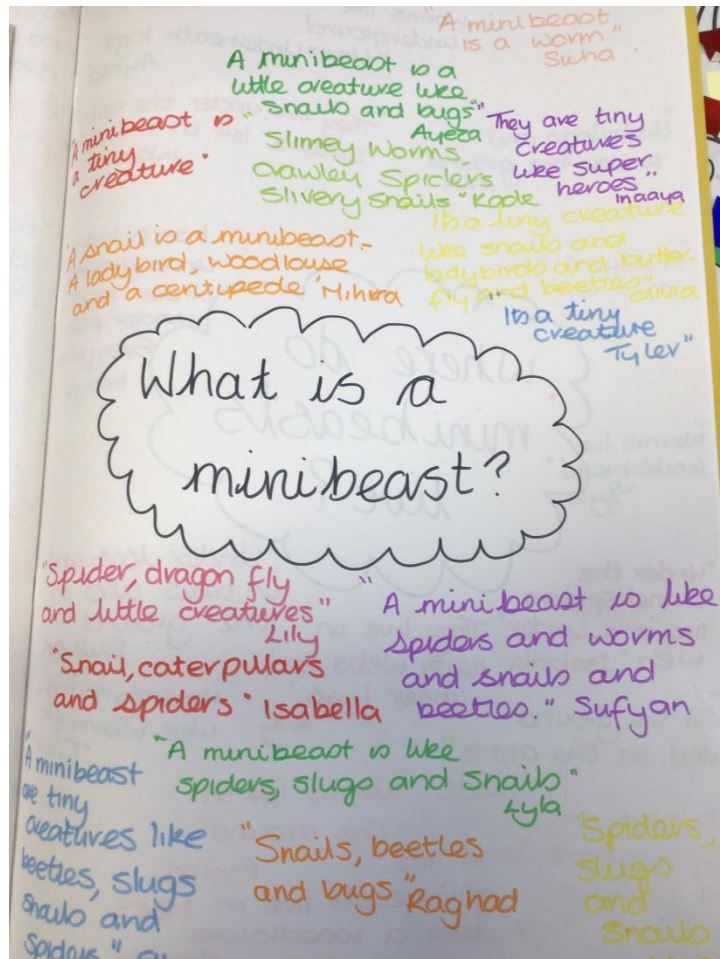 "A minibeast
is a worm"
Suha
A minibeast is a
little creature like
"snails and bugs"
Ayeza
"A minibeast is
a tiny
creature"
Slimey Worms,
Crawley Spiders
Slivery Snails"
"They are tiny
creatures
like super
heroes"
Inaaya
"A snail is a minibeast-
A ladybird, woodlouse
and a centipede" Mihira
Its a tiny creature
like snails and
ladybirds and butter-
fly and beetles"
"Its a tiny
creature
Tyler"
What is a
minibeast?
"Spider, dragon fly
and little creatures"
Lily
"Snail, caterpillars
and spiders" Isabella
"A minibeast is like
spiders and worms
and snails and
beetles." Sufyan
"A minibeast is like
spiders, slugs and snails"
Lyla
"A minibeast
are tiny
creatures like
beetles, slugs
snails and
spiders"
"Snails, beetles
and bugs" Raghad
"Spiders,
slugs
and
snails